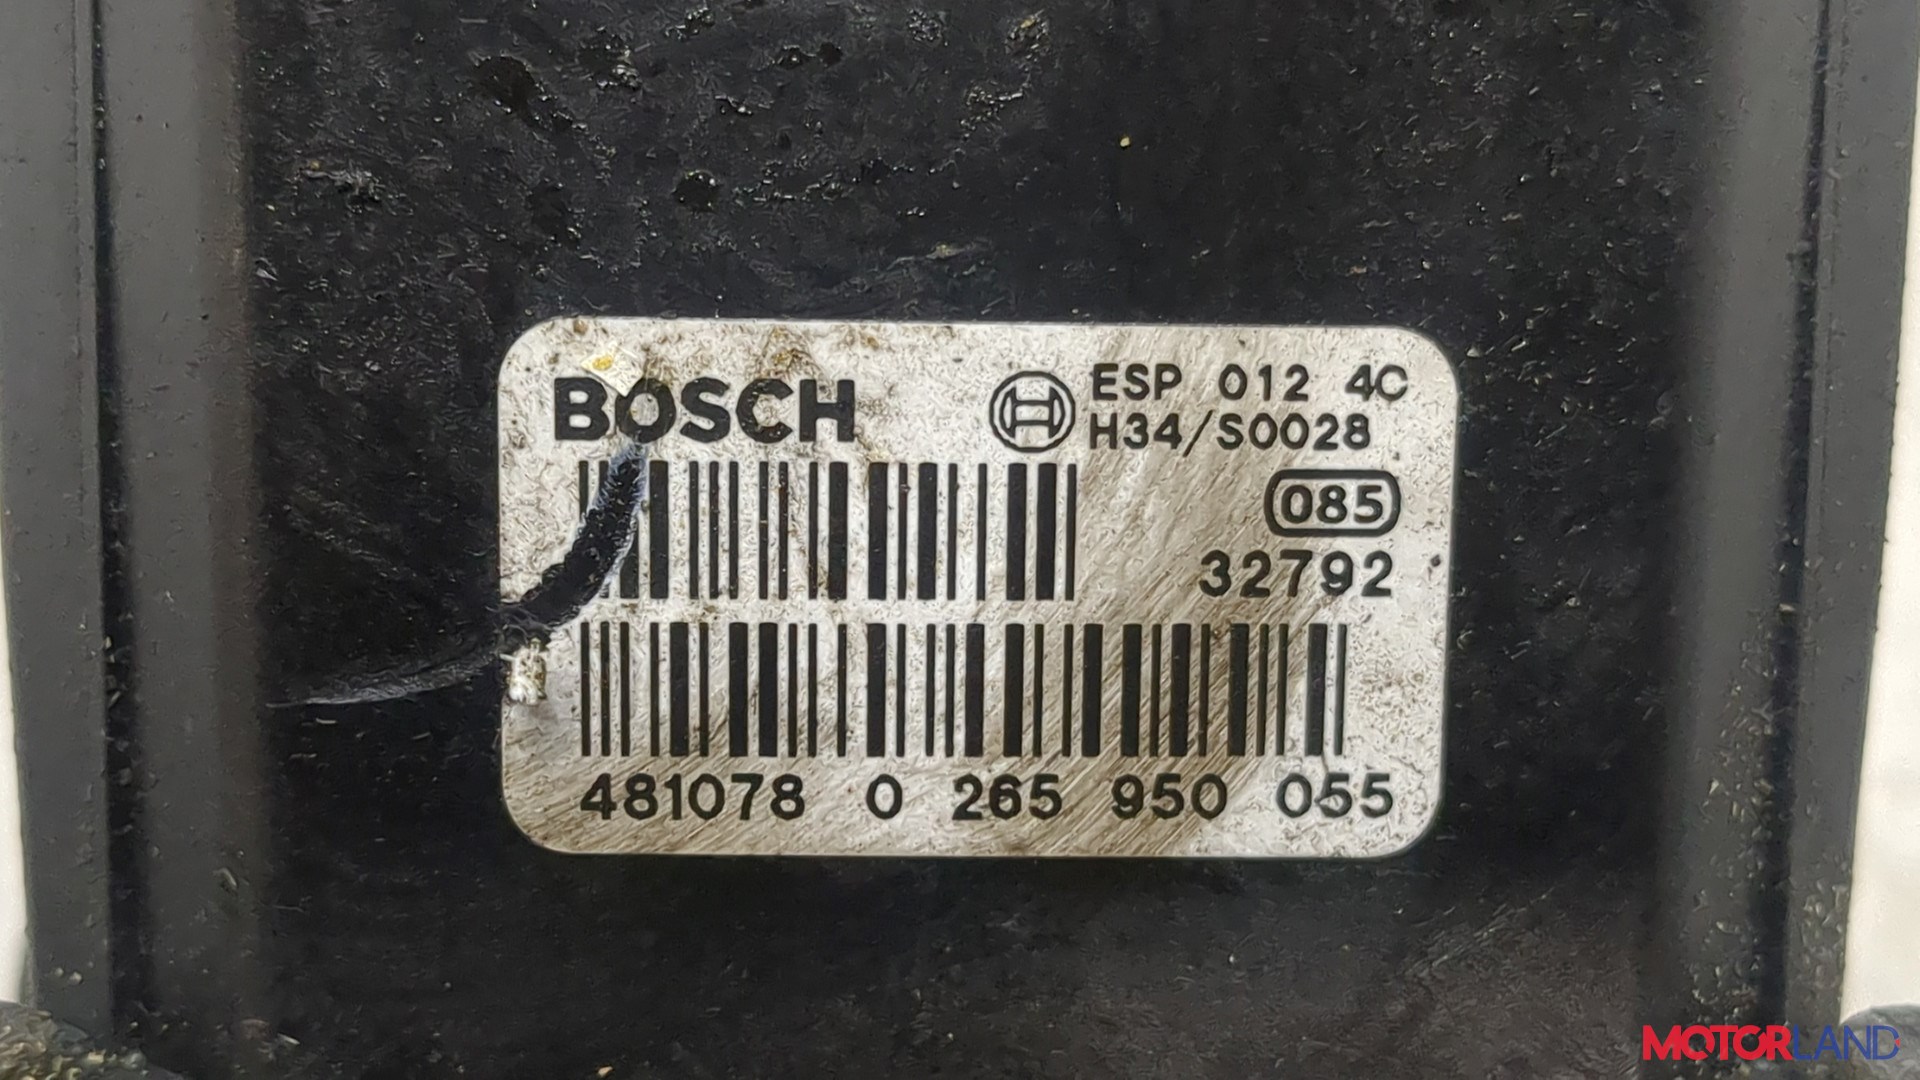 BOSCH
ESP 012 4C
H34/S0028
085
32792
481078 0 265 950 055
MOTORLAND